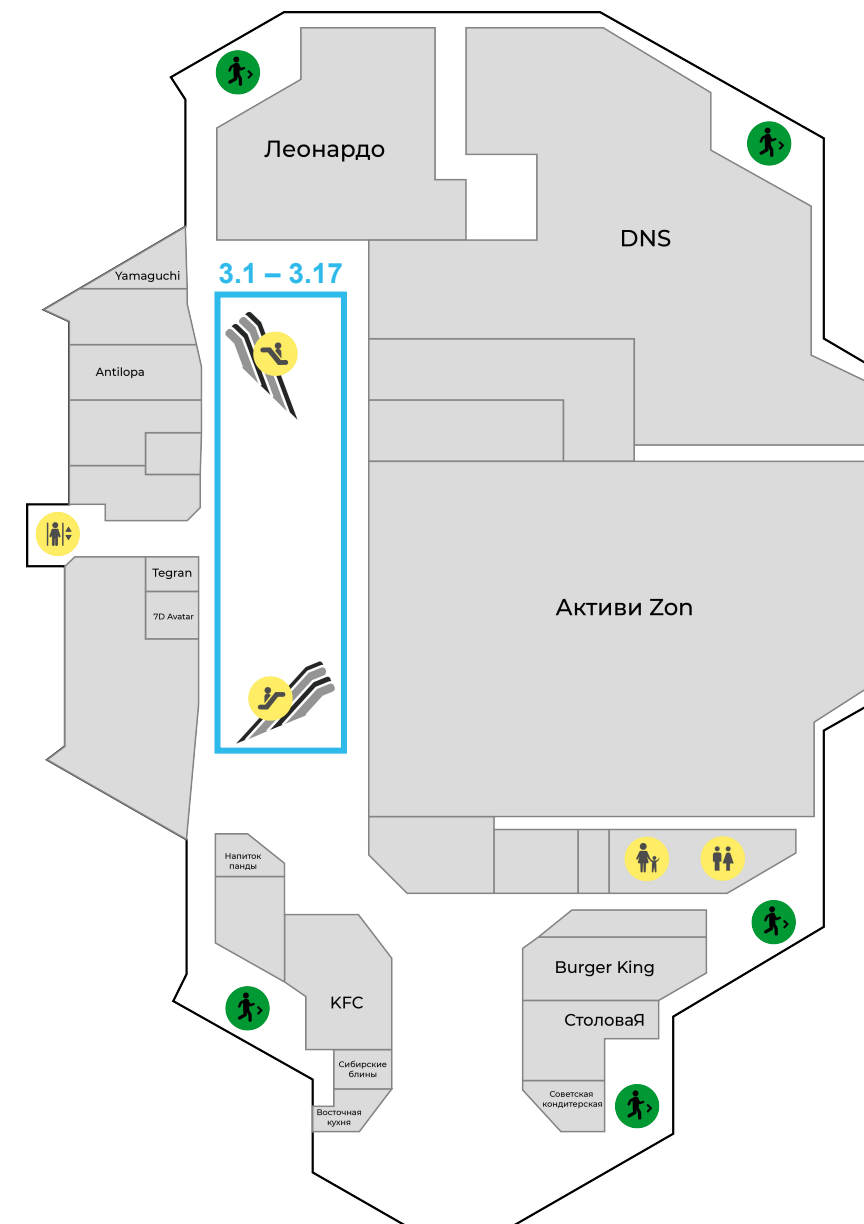 Леонардо
DNS
3.1 – 3.17
Yamaguchi
Antilopa
Tegran
7D Avatar
Активи Zon
Напиток
панды
KFC
Сибирские
блины
Восточная
кухня
Burger King
СтоловаЯ
Советская
кондитерская